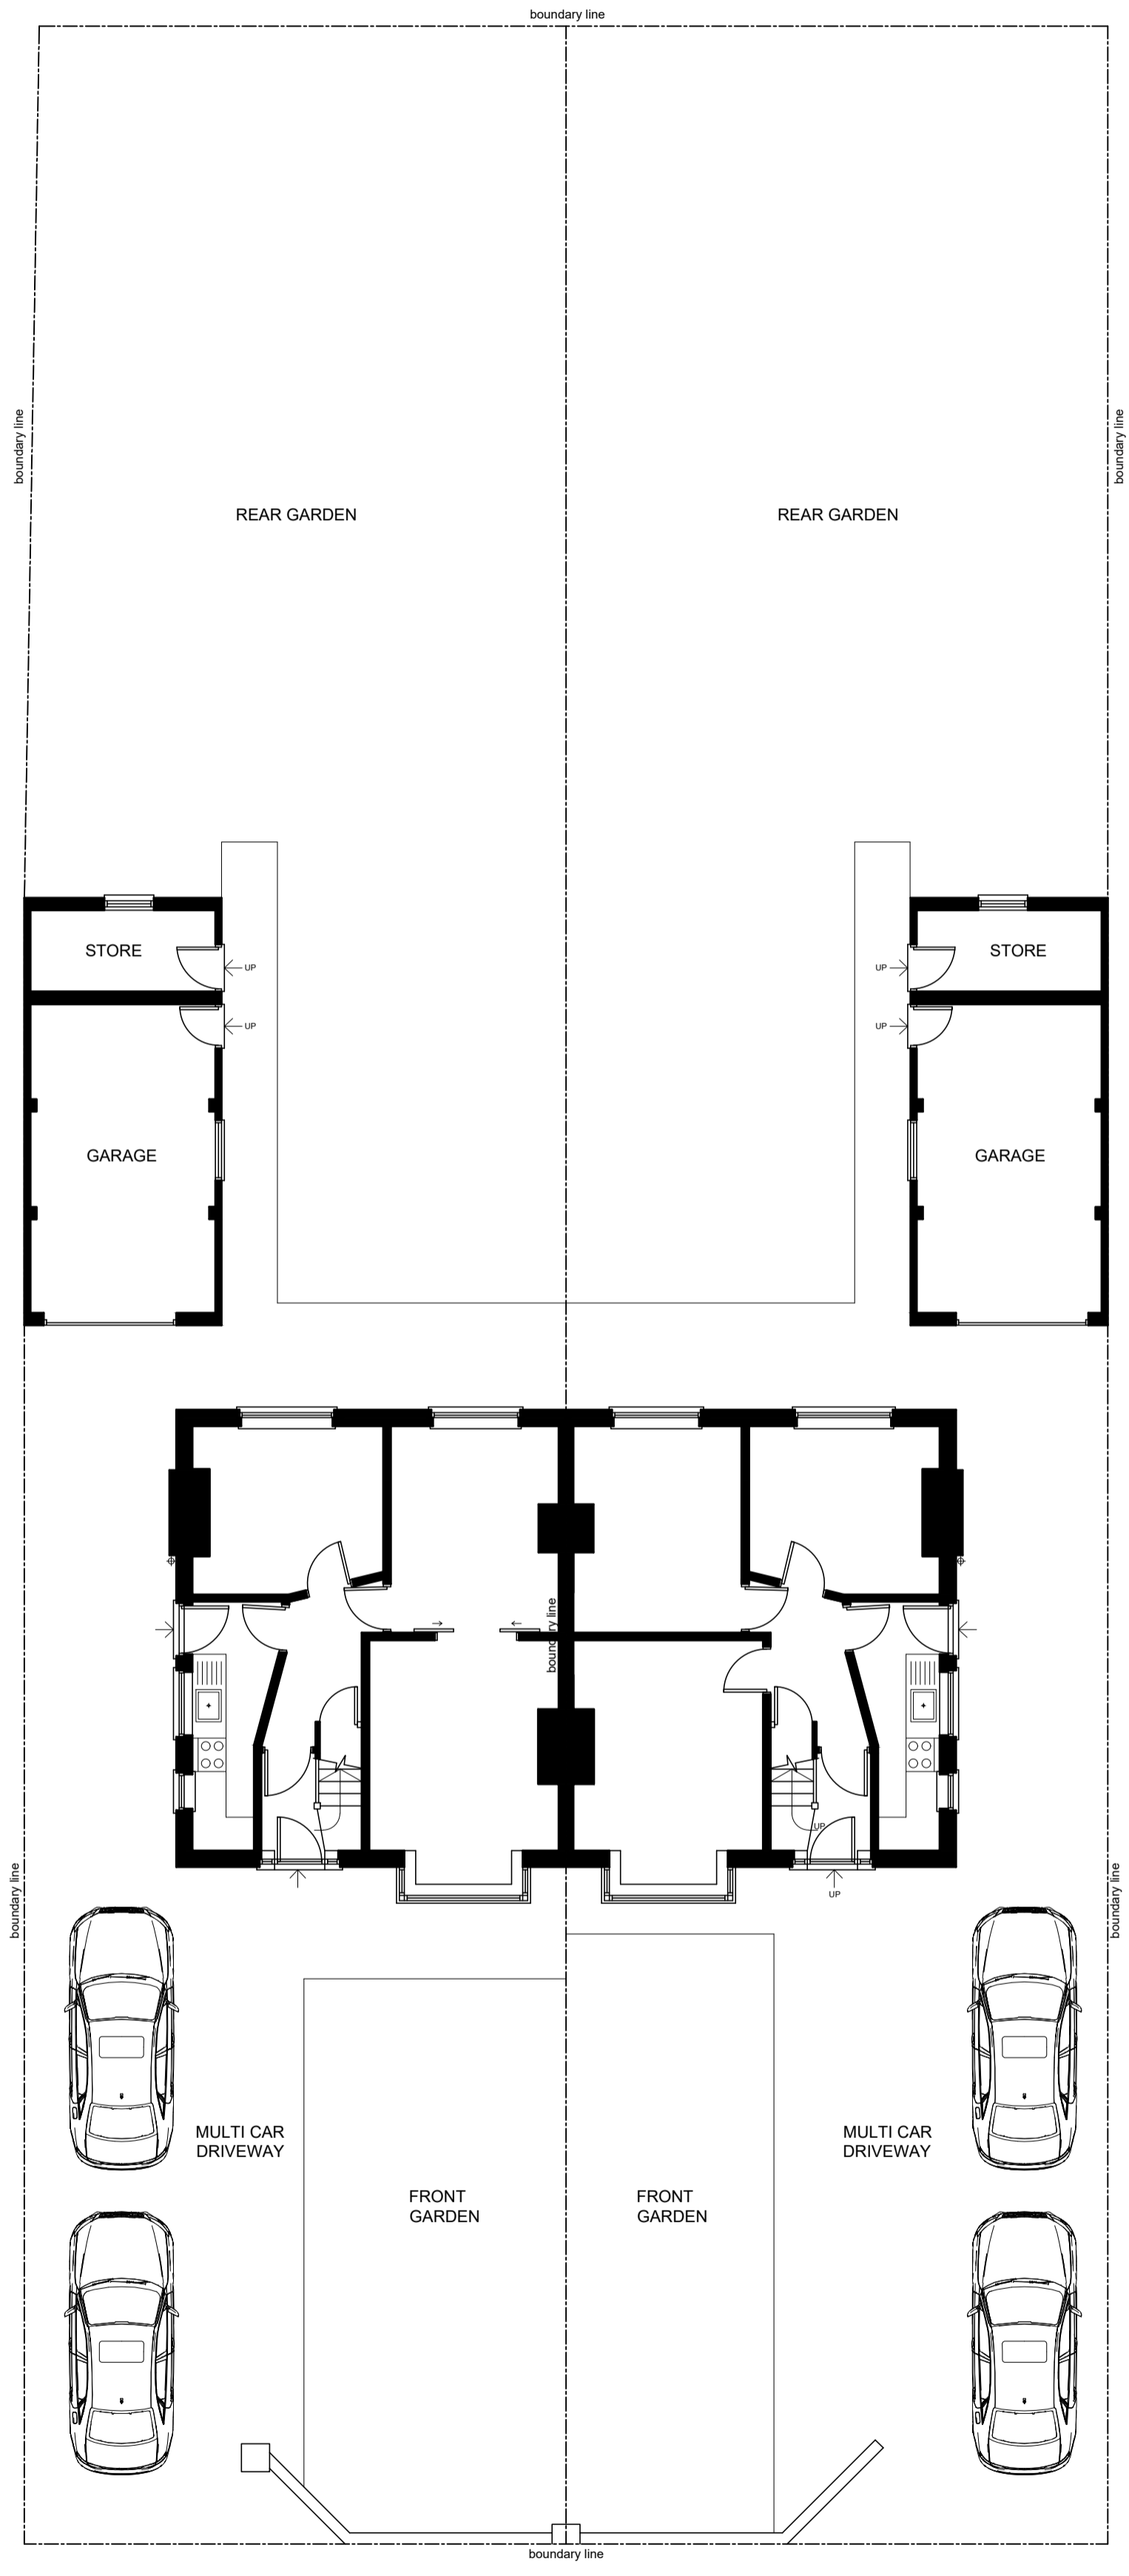 boundary line
boundary line
boundary line
REAR GARDEN
REAR GARDEN
STORE
STORE
UP
UP
UP
UP
GARAGE
GARAGE
boundary line
UP
boundary line
boundary line
UP
MULTI CAR
DRIVEWAY
MULTI CAR
DRIVEWAY
FRONT
GARDEN
FRONT
GARDEN
boundary line